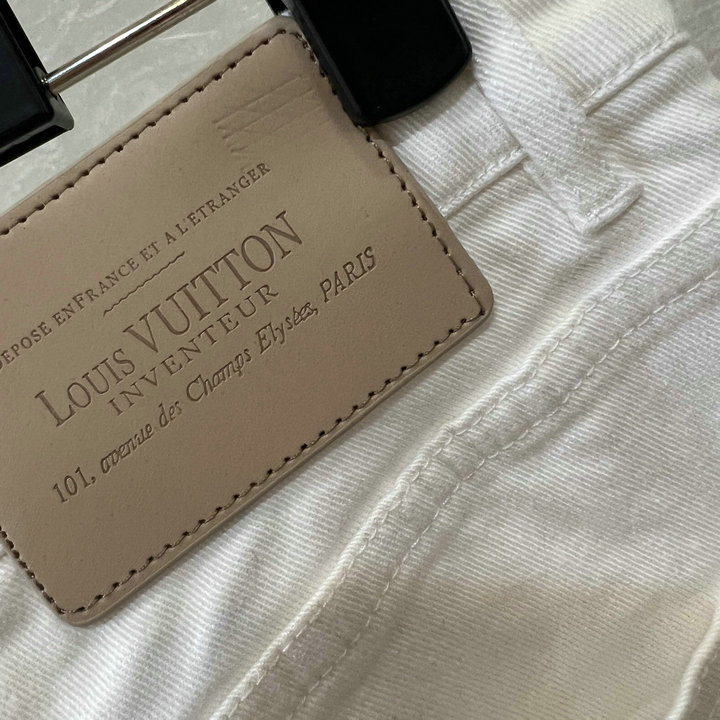 DEPOSE EN FRANCE ET A L'ETRANGER
LOUIS VUITTON
INVENTEUR
101, avenue des Champs Elysées, PARIS